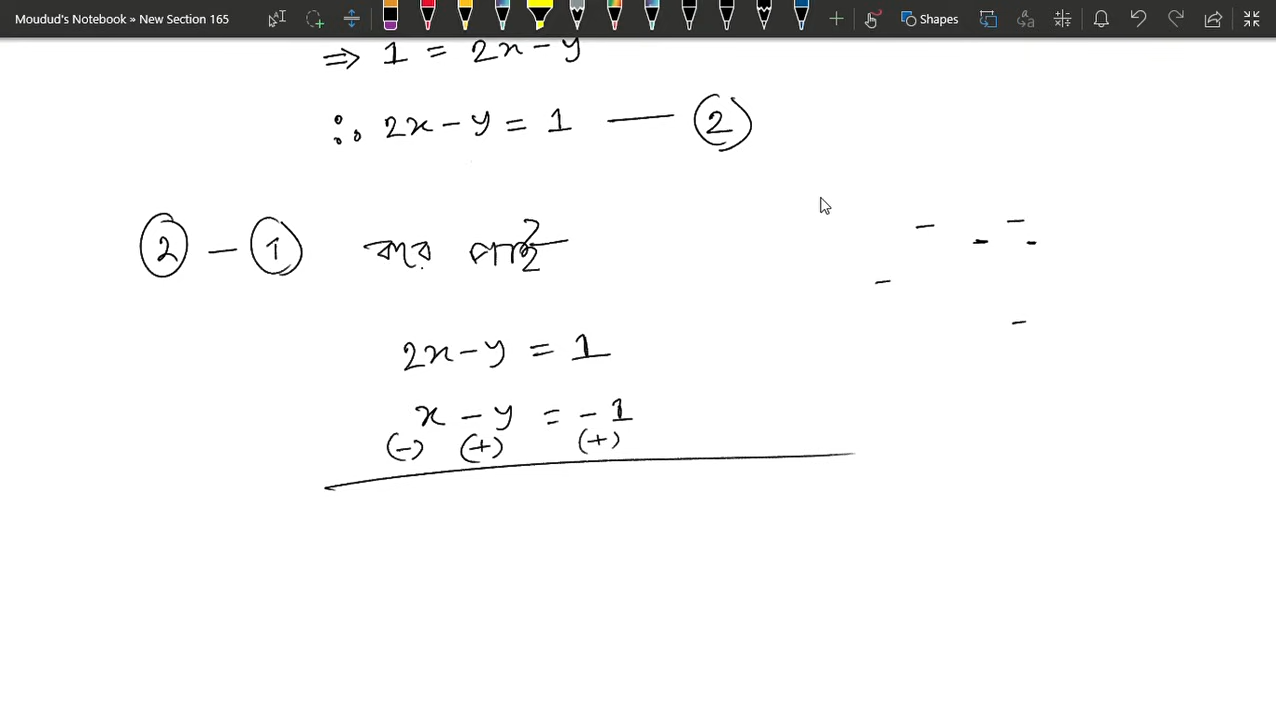 Moudud's Notebook » New Section 165
Shapes
⇒ 1 = 2x - y
∴ 2x - y = 1 — ②
② - ① করে পাই
2x - y = 1
x - y = - 1
(-) (+) (+)